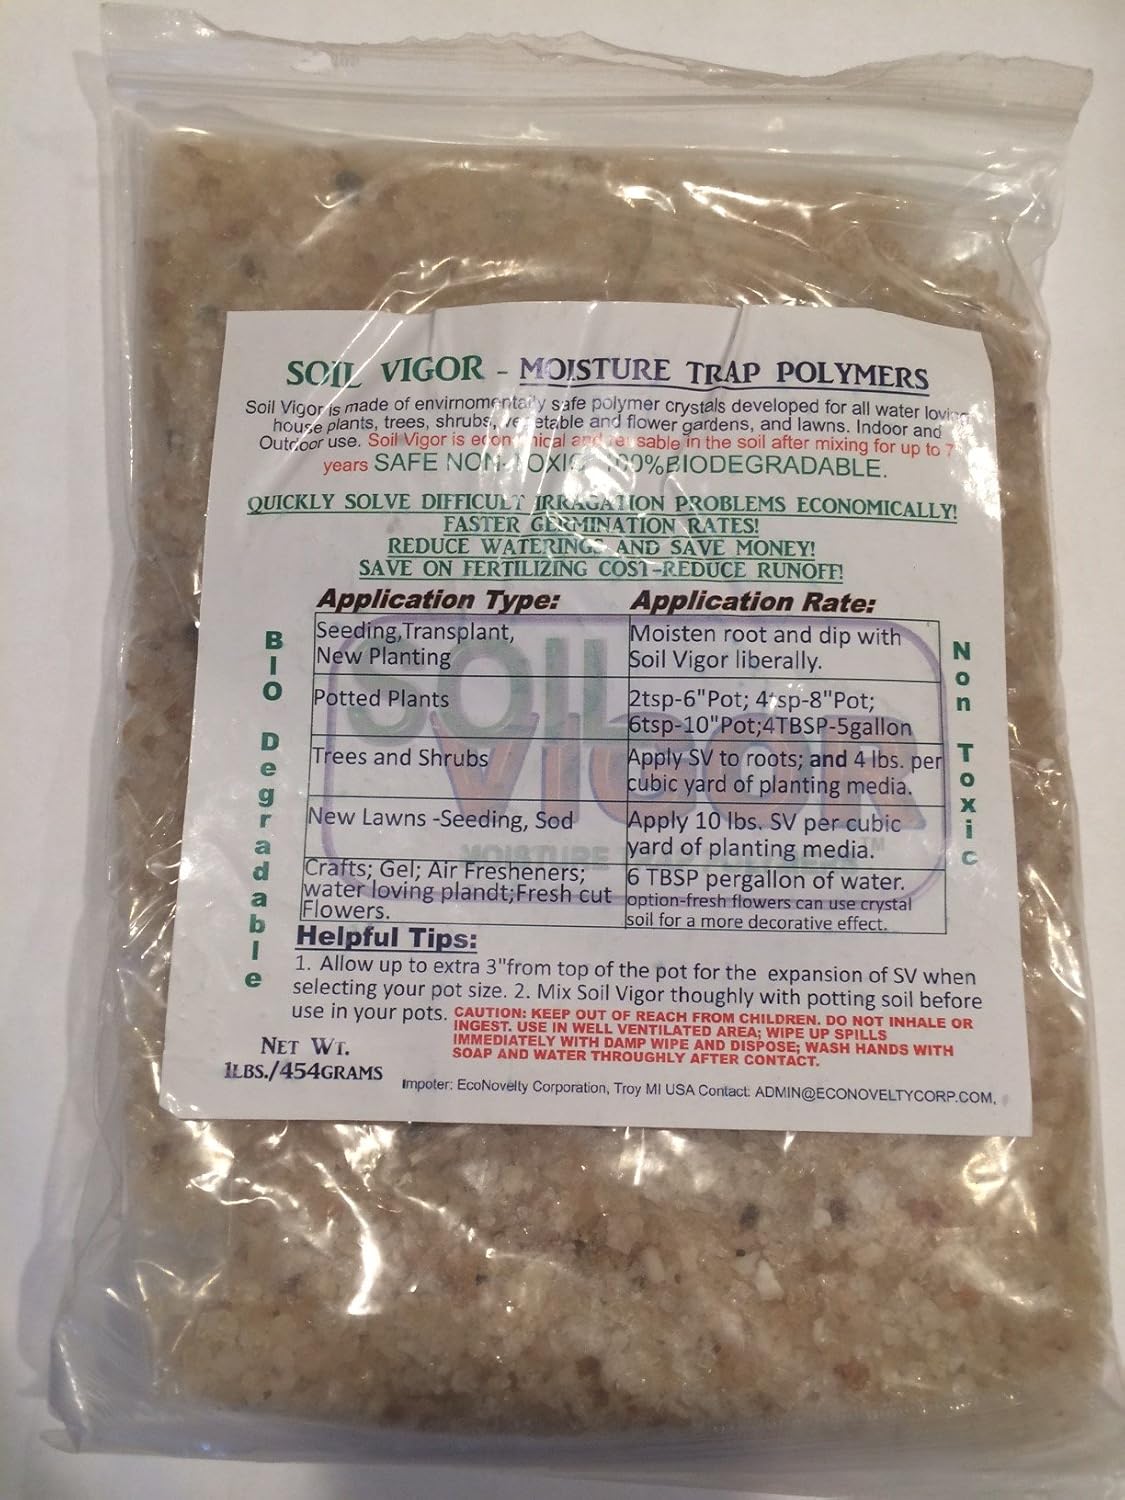 SOIL VIGOR - MOISTURE TRAP POLYMERS
Soil Vigor is made of envirnomentally safe polymer crystals developed for all water loving
house plants, trees, shrubs, vegetable and flower gardens, and lawns. Indoor and
Outdoor use. Soil Vigor is economical and reusable in the soil after mixing for up to 7
years SAFE NON-TOXIC 100%BIODEGRADABLE.
QUICKLY SOLVE DIFFICULT IRRAGATION PROBLEMS ECONOMICALLY!
FASTER GERMINATION RATES!
REDUCE WATERINGS AND SAVE MONEY!
SAVE ON FERTILIZING COST-REDUCE RUNOFF!
Application Type: Application Rate:
Seeding,Transplant, Moisten root and dip with
New Planting Soil Vigor liberally.
Potted Plants 2tsp-6"Pot; 4tsp-8"Pot;
6tsp-10"Pot;4TBSP-5gallon
Trees and Shrubs Apply SV to roots; and 4 lbs. per
cubic yard of planting media.
New Lawns -Seeding, Sod Apply 10 lbs. SV per cubic
yard of planting media.
Crafts; Gel; Air Fresheners; 6 TBSP pergallon of water.
water loving plandt;Fresh cut option-fresh flowers can use crystal
Flowers. soil for a more decorative effect.
BIO Degradable
Non Toxic
SOIL
VIGOR
MOISTURE TRAP POLYMERS™
Helpful Tips:
1. Allow up to extra 3"from top of the pot for the expansion of SV when
selecting your pot size. 2. Mix Soil Vigor thoughly with potting soil before
use in your pots. CAUTION: KEEP OUT OF REACH FROM CHILDREN. DO NOT INHALE OR
INGEST. USE IN WELL VENTILATED AREA; WIPE UP SPILLS
IMMEDIATELY WITH DAMP WIPE AND DISPOSE; WASH HANDS WITH
SOAP AND WATER THROUGHLY AFTER CONTACT.
NET WT.
1LBS./454GRAMS
Impoter: EcoNovelty Corporation, Troy MI USA Contact: ADMIN@ECONOVELTYCORP.COM,